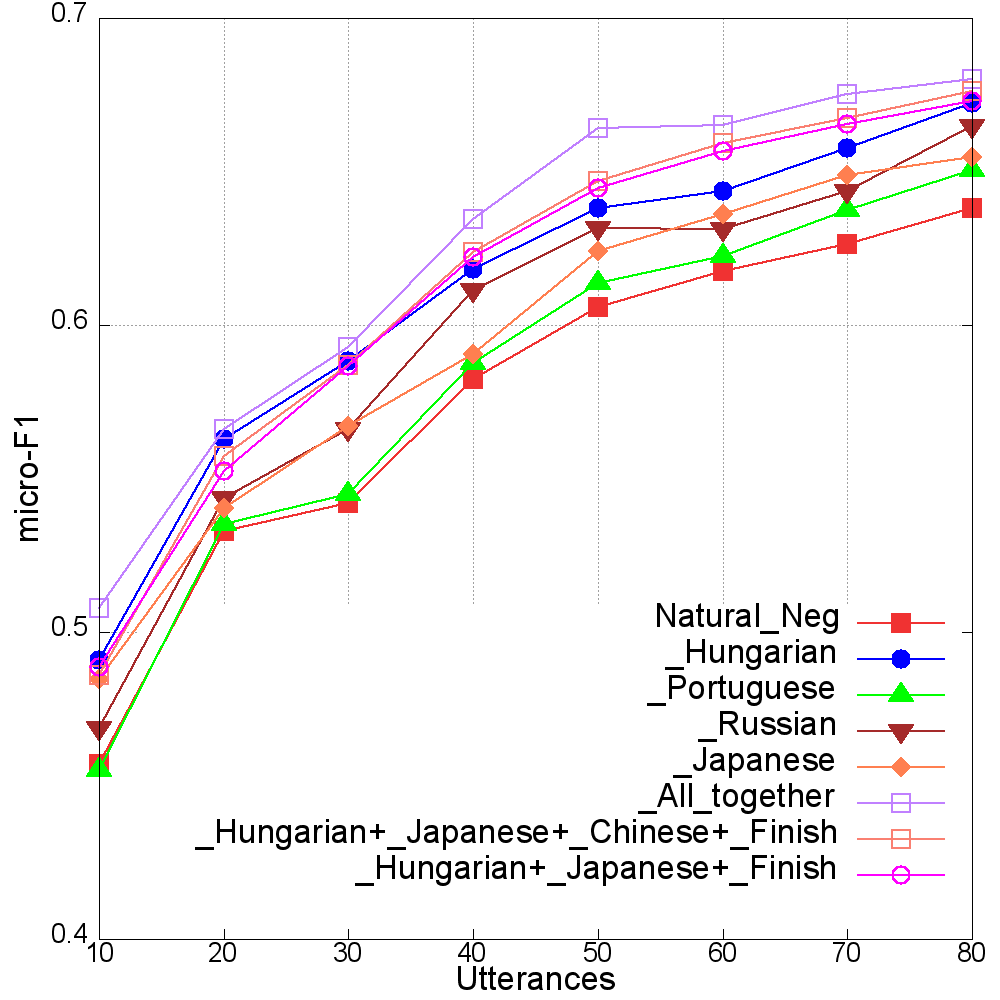 0.7
0.6
0.5
0.4
micro-F1
Natural_Neg
_Hungarian
_Portuguese
_Russian
_Japanese
_All_together
_Hungarian+_Japanese+_Chinese+_Finish
_Hungarian+_Japanese+_Finish
10 20 30 40 50 60 70 80
Utterances